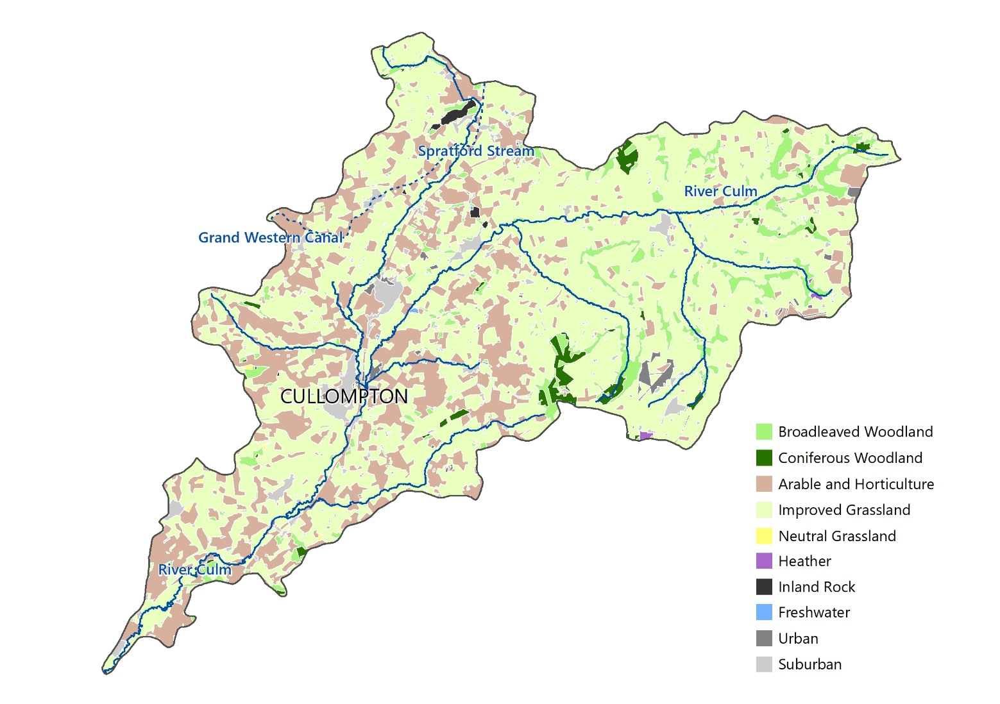 Spratford Stream
River Culm
Grand Western Canal
CULLOMPTON
River Culm
Broadleaved Woodland
Coniferous Woodland
Arable and Horticulture
Improved Grassland
Neutral Grassland
Heather
Inland Rock
Freshwater
Urban
Suburban